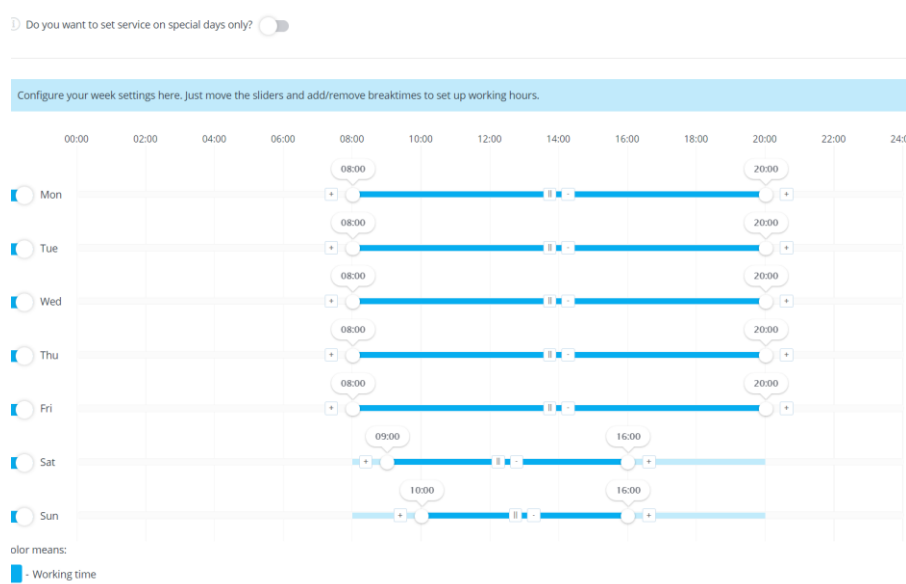 Do you want to set service on special days only?
Configure your week settings here. Just move the sliders and add/remove breaktimes to set up working hours.
00:00 02:00 04:00 06:00 08:00 10:00 12:00 14:00 16:00 18:00 20:00 22:00 24:0
08:00 20:00
Mon + || - +
08:00 20:00
Tue + || - +
08:00 20:00
Wed + || - +
08:00 20:00
Thu + || - +
08:00 20:00
Fri + || - +
09:00 16:00
Sat + || - +
10:00 16:00
Sun + || - +
olor means:
- Working time